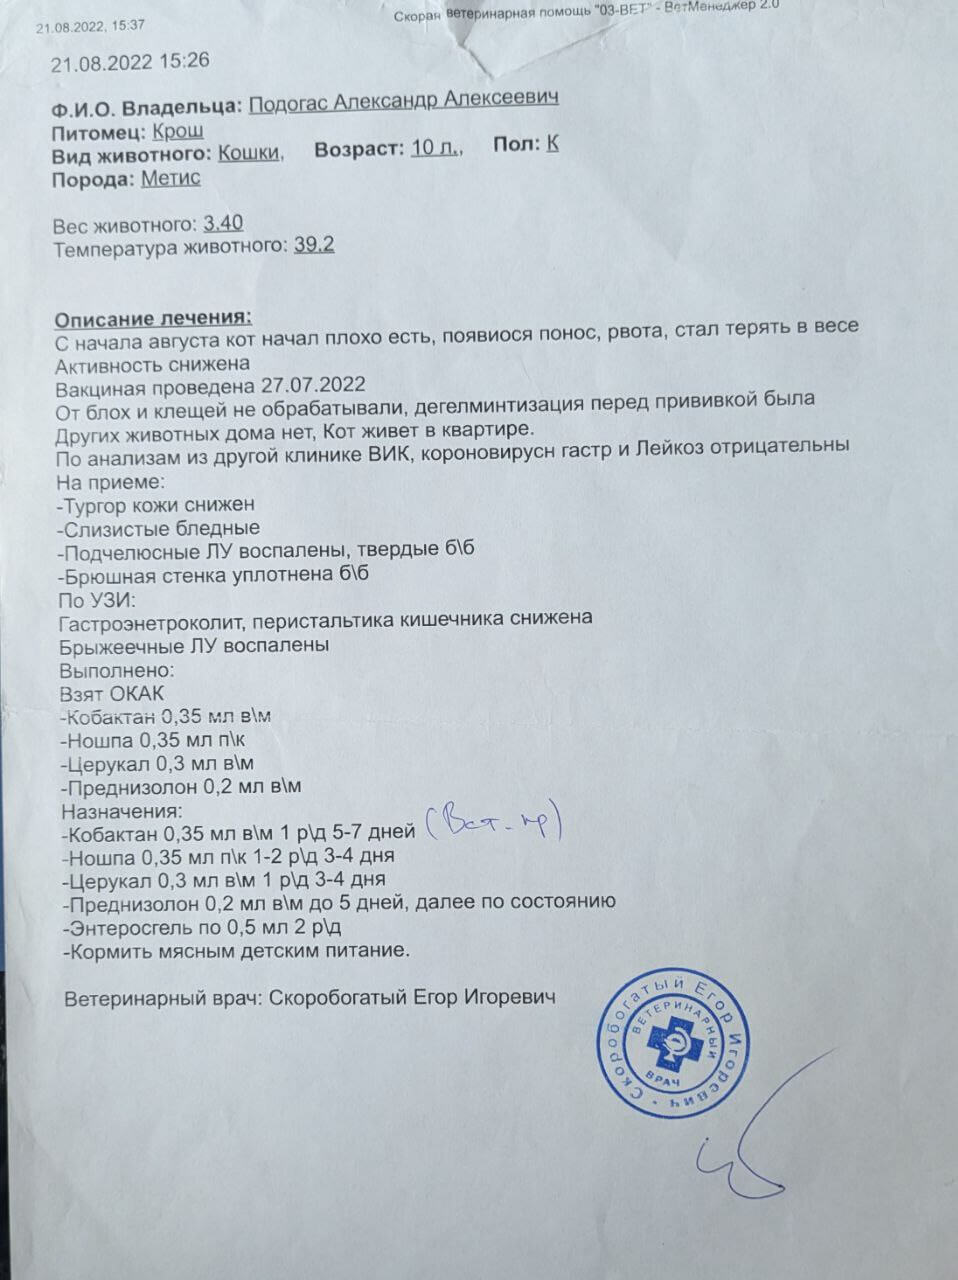 21.08.2022, 15:37
Скорая ветеринарная помощь "03-ВЕТ" - ВетМенеджер 2.0
21.08.2022 15:26
Ф.И.О. Владельца: Подогас Александр Алексеевич
Питомец: Крош
Вид животного: Кошки, Возраст: 10 л., Пол: К
Порода: Метис
Вес животного: 3.40
Температура животного: 39.2
Описание лечения:
С начала августа кот начал плохо есть, появиося понос, рвота, стал терять в весе
Активность снижена
Вакциная проведена 27.07.2022
От блох и клещей не обрабатывали, дегелминтизация перед прививкой была
Других животных дома нет, Кот живет в квартире.
По анализам из другой клинике ВИК, короновирусн гастр и Лейкоз отрицательны
На приеме:
-Тургор кожи снижен
-Слизистые бледные
-Подчелюсные ЛУ воспалены, твердые б\б
-Брюшная стенка уплотнена б\б
По УЗИ:
Гастроэнетроколит, перистальтика кишечника снижена
Брыжеечные ЛУ воспалены
Выполнено:
Взят ОКАК
-Кобактан 0,35 мл в\м
-Ношпа 0,35 мл п\к
-Церукал 0,3 мл в\м
-Преднизолон 0,2 мл в\м
Назначения:
-Кобактан 0,35 мл в\м 1 р\д 5-7 дней (Вет-пр)
-Ношпа 0,35 мл п\к 1-2 р\д 3-4 дня
-Церукал 0,3 мл в\м 1 р\д 3-4 дня
-Преднизолон 0,2 мл в\м до 5 дней, далее по состоянию
-Энтеросгель по 0,5 мл 2 р\д
-Кормить мясным детским питание.
Ветеринарный врач: Скоробогатый Егор Игоревич
Скоробогатый Егор Игоревич
ВЕТЕРИНАРНЫЙ
ВРАЧ